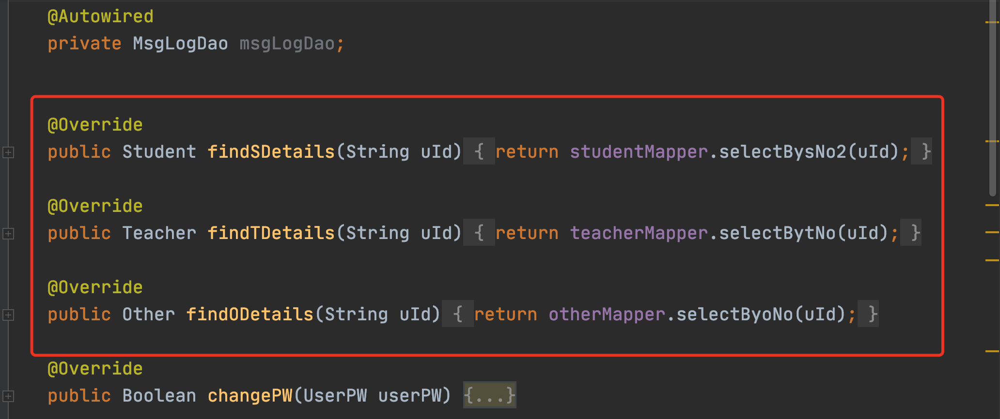 @Autowired
private MsgLogDao msgLogDao;
@Override
public Student findSDetails(String uId) { return studentMapper.selectBysNo2(uId); }
@Override
public Teacher findTDetails(String uId) { return teacherMapper.selectBytNo(uId); }
@Override
public Other findODetails(String uId) { return otherMapper.selectByoNo(uId); }
@Override
public Boolean changePW(UserPW userPW) {...}